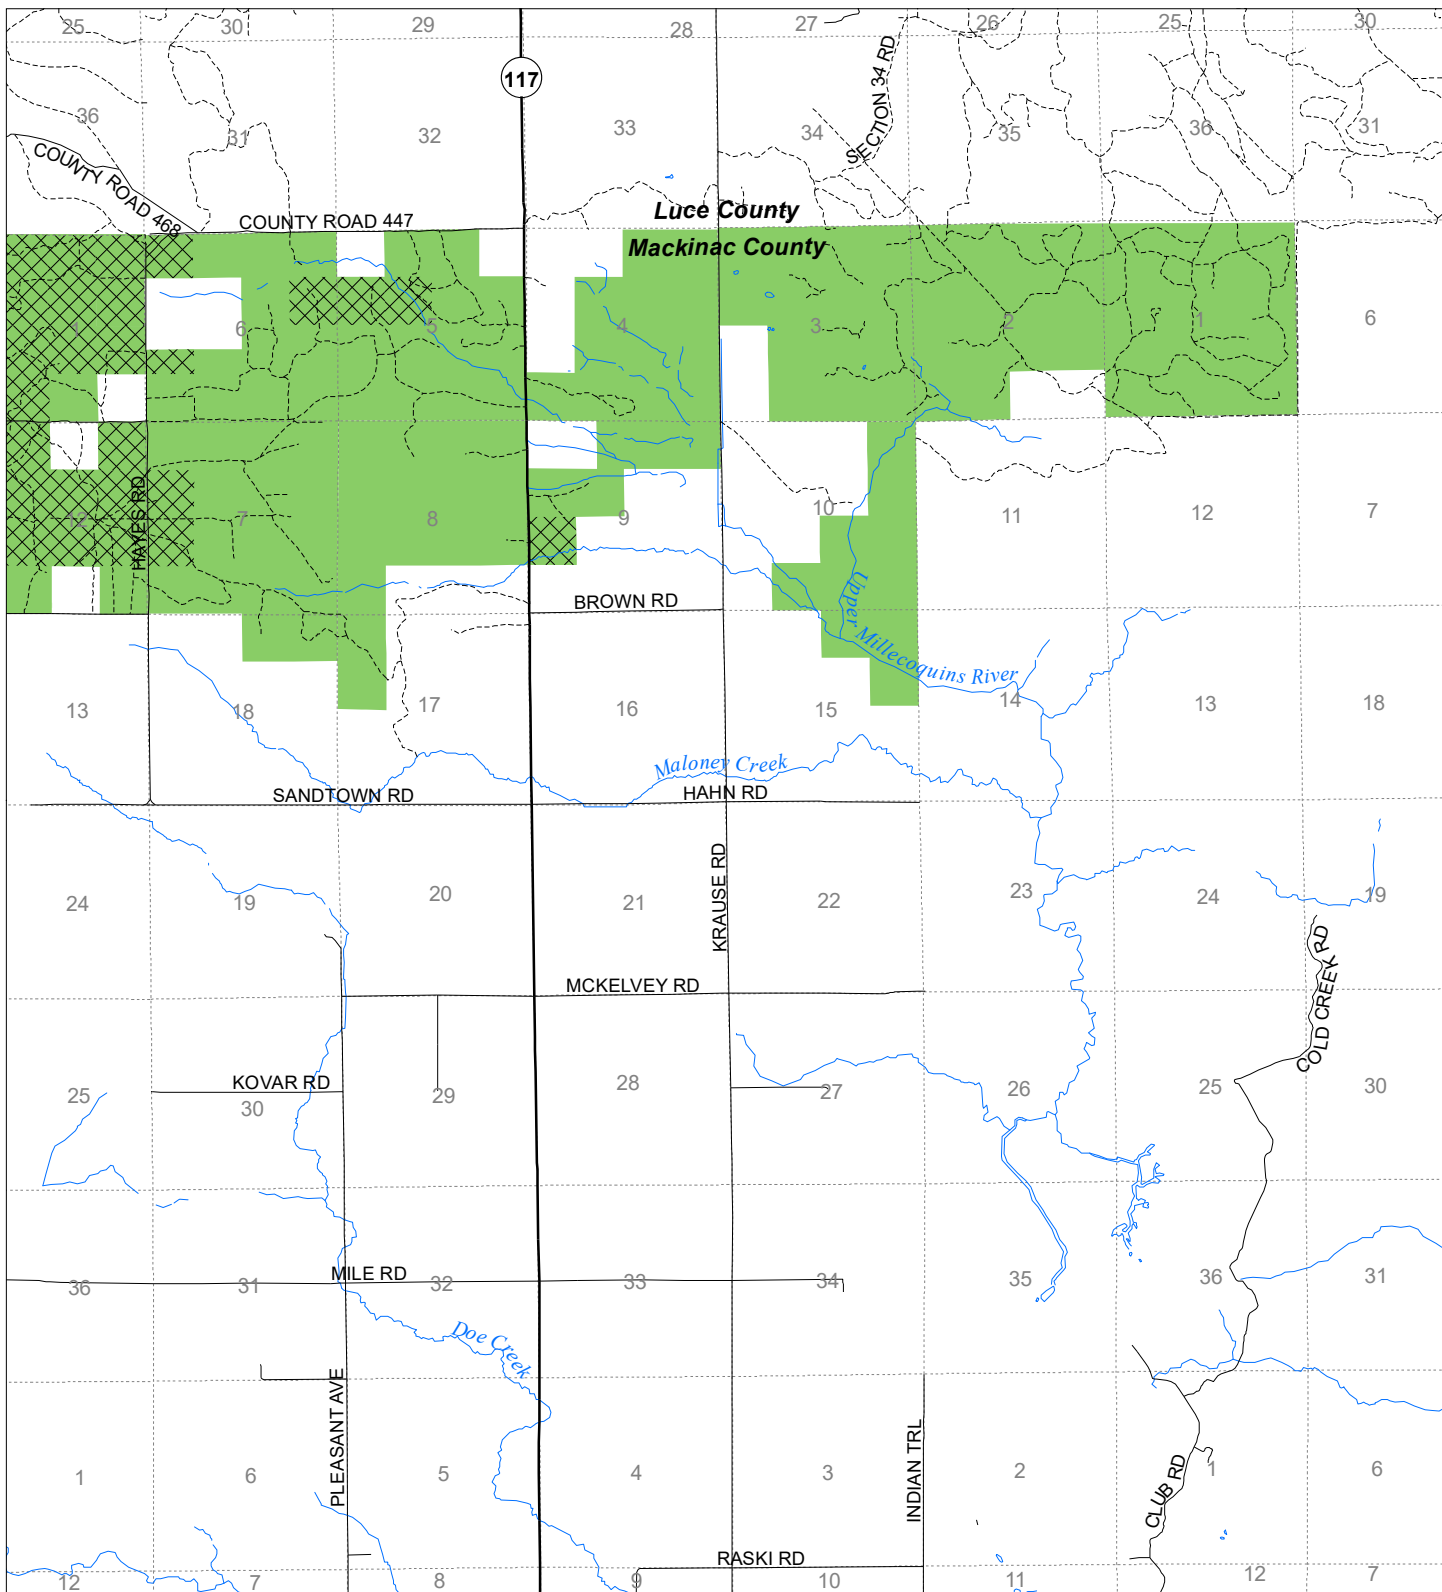 25 30 29 28 27 26 25 30
117
36 31 32 33 34 35 36 31
SECTION 34 RD
COUNTY ROAD 468
COUNTY ROAD 447
Luce County
Mackinac County
1 6 5 4 3 2 1 6
12 7 8 9 10 11 12 7
HAYES RD
BROWN RD
Upper Millecoquins River
13 18 17 16 15 14 13 18
Maloney Creek
SANDTOWN RD
HAHN RD
KRAUSE RD
24 19 20 21 22 23 24 19
COLD CREEK RD
MCKELVEY RD
KOVAR RD
25 30 29 28 27 26 25 30
MILE RD
36 31 32 33 34 35 36 31
Doe Creek
PLEASANT AVE
INDIAN TRL
CLUB RD
1 6 5 4 3 2 1 6
RASKI RD
12 7 8 9 10 11 12 7